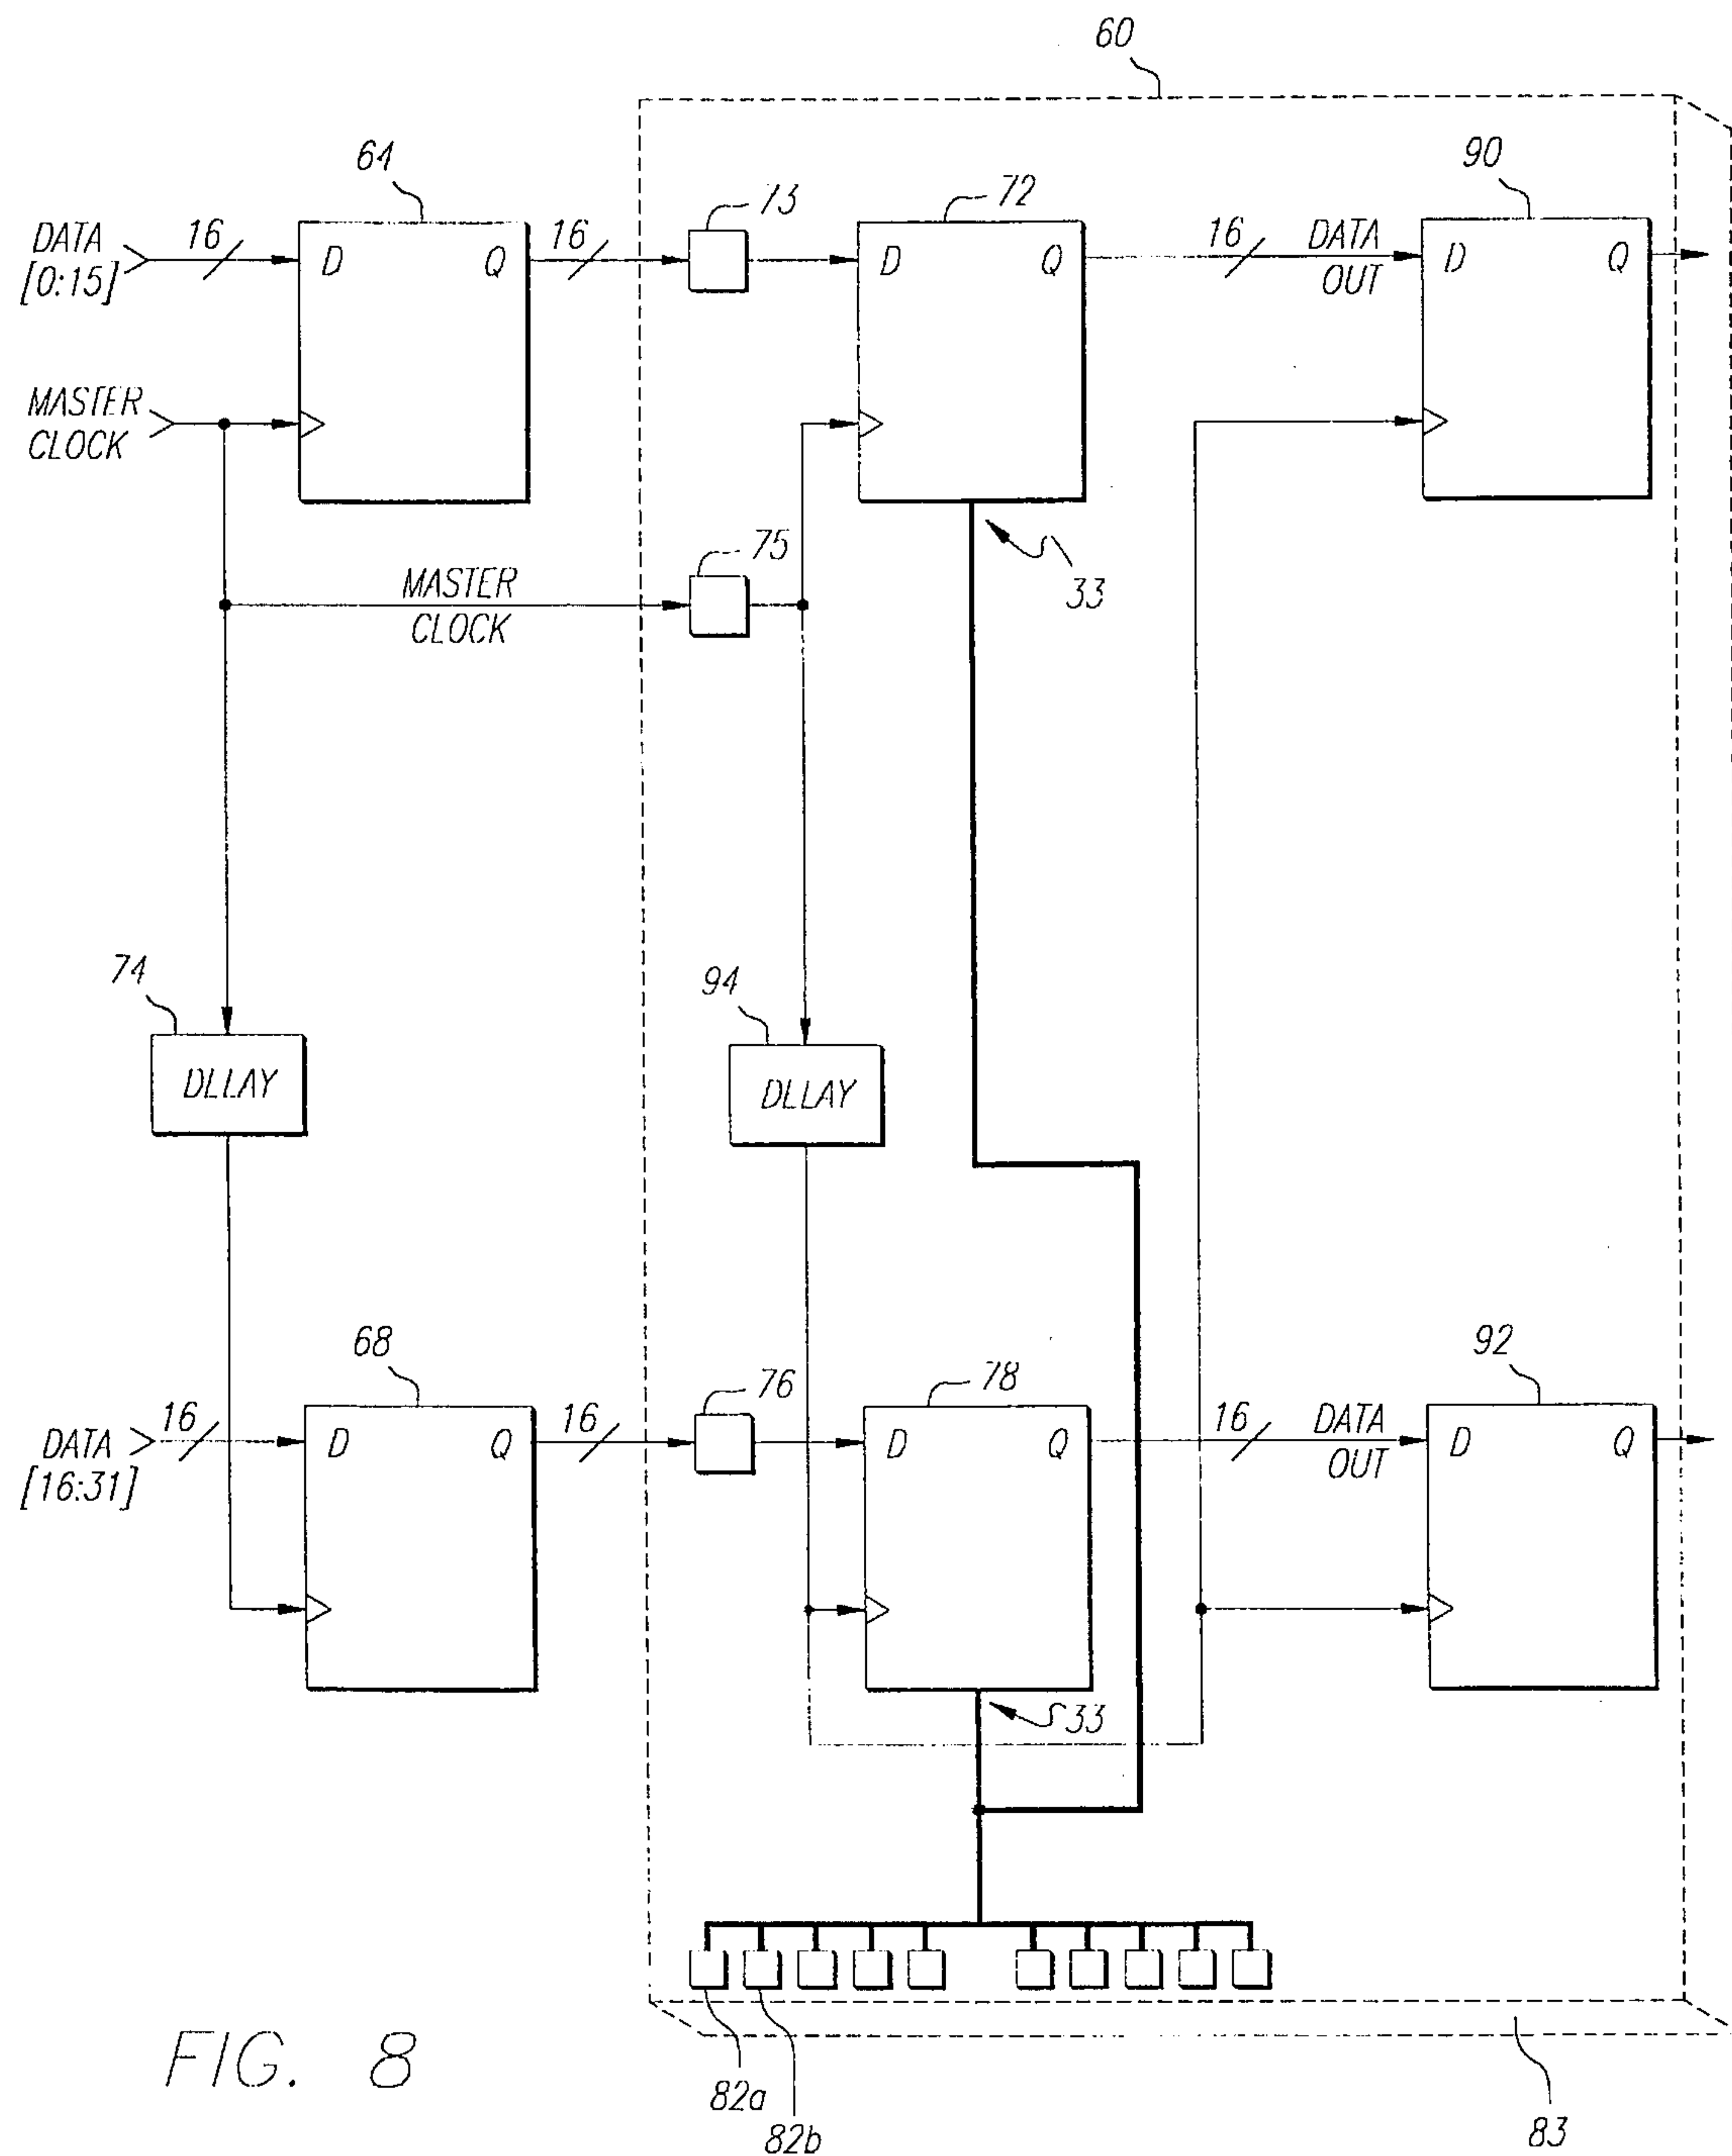 60
64
73
72
90
DATA
[0:15]
16
D
Q
16
D
Q
16
DATA
OUT
D
Q
MASTER
CLOCK
75
33
MASTER
CLOCK
74
94
DLLAY
DLLAY
68
76
78
92
DATA
[16:31]
16
D
Q
16
D
Q
16
DATA
OUT
D
Q
33
FIG. 8
82a
82b
83